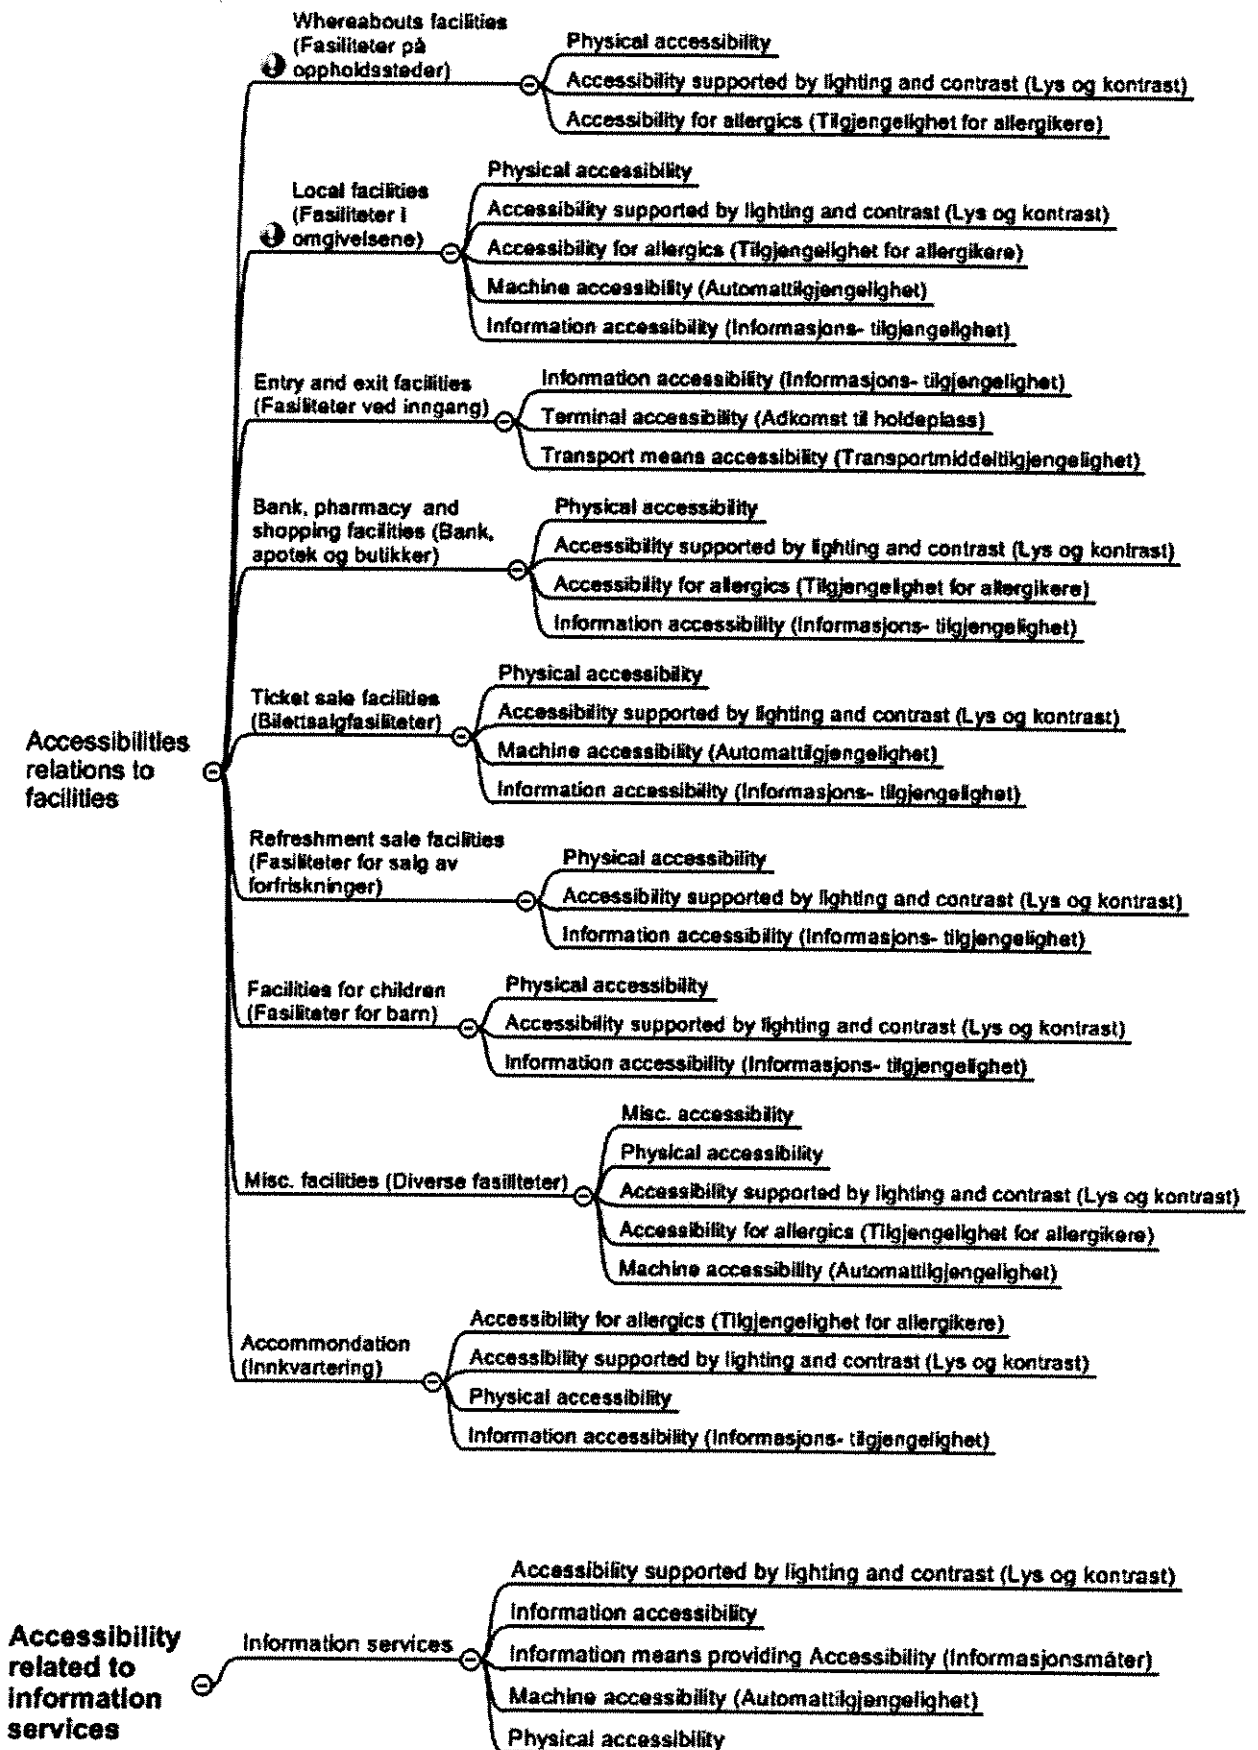 Whereabouts facilities
(Fasiliteter på
oppholdssteder)
Physical accessibility
Accessibility supported by lighting and contrast (Lys og kontrast)
Accessibility for allergics (Tilgjengelighet for allergikere)
Local facilities
(Fasiliteter i
omgivelsene)
Physical accessibility
Accessibility supported by lighting and contrast (Lys og kontrast)
Accessibility for allergics (Tilgjengelighet for allergikere)
Machine accessibility (Automattilgjengelighet)
Information accessibility (Informasjons- tilgjengelighet)
Entry and exit facilities
(Fasiliteter ved inngang)
Information accessibility (Informasjons- tilgjengelighet)
Terminal accessibility (Adkomst til holdeplass)
Transport means accessibility (Transportmiddeltilgjengelighet)
Bank, pharmacy and
shopping facilities (Bank,
apotek og butikker)
Physical accessibility
Accessibility supported by lighting and contrast (Lys og kontrast)
Accessibility for allergics (Tilgjengelighet for allergikere)
Information accessibility (Informasjons- tilgjengelighet)
Ticket sale facilities
(Bilettsalgfasiliteter)
Physical accessibility
Accessibility supported by lighting and contrast (Lys og kontrast)
Machine accessibility (Automattilgjengelighet)
Information accessibility (Informasjons- tilgjengelighet)
Accessibilities
relations to
facilities
Refreshment sale facilities
(Fasiliteter for salg av
forfriskninger)
Physical accessibility
Accessibility supported by lighting and contrast (Lys og kontrast)
Information accessibility (Informasjons- tilgjengelighet)
Facilities for children
(Fasiliteter for barn)
Physical accessibility
Accessibility supported by lighting and contrast (Lys og kontrast)
Information accessibility (Informasjons- tilgjengelighet)
Misc. facilities (Diverse fasiliteter)
Misc. accessibility
Physical accessibility
Accessibility supported by lighting and contrast (Lys og kontrast)
Accessibility for allergics (Tilgjengelighet for allergikere)
Machine accessibility (Automattilgjengelighet)
Accommondation
(Innkvartering)
Accessibility for allergics (Tilgjengelighet for allergikere)
Accessibility supported by lighting and contrast (Lys og kontrast)
Physical accessibility
Information accessibility (Informasjons- tilgjengelighet)
Accessibility
related to
information
services
Information services
Accessibility supported by lighting and contrast (Lys og kontrast)
Information accessibility
Information means providing Accessibility (Informasjonsmåter)
Machine accessibility (Automattilgjengelighet)
Physical accessibility